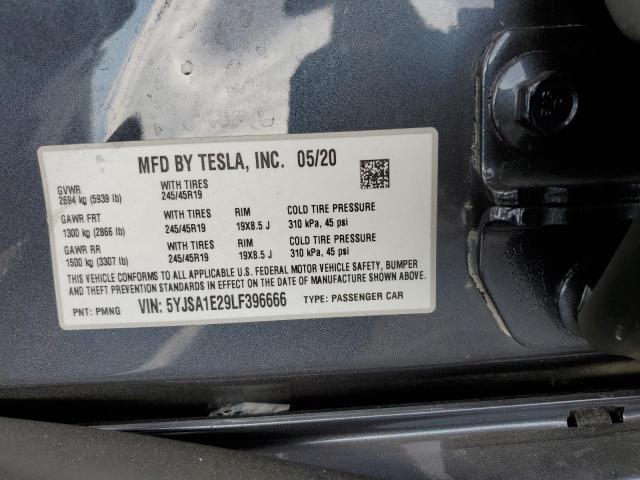 MFD BY TESLA, INC. 05/20
GVWR
2694 kg (5939 lb)
WITH TIRES
245/45R19
GAWR FRT
1300 kg (2866 lb)
WITH TIRES
245/45R19
RIM
19X8.5 J
COLD TIRE PRESSURE
310 kPa, 45 psi
GAWR RR
1500 kg (3307 lb)
WITH TIRES
245/45R19
RIM
19X8.5 J
COLD TIRE PRESSURE
310 kPa, 45 psi
THIS VEHICLE CONFORMS TO ALL APPLICABLE U.S. FEDERAL MOTOR VEHICLE SAFETY, BUMPER
AND THEFT PREVENTION STANDARDS IN EFFECT ON THE DATE OF MANUFACTURE SHOWN ABOVE.
PNT: PMNG VIN: 5YJSA1E29LF396666 TYPE: PASSENGER CAR